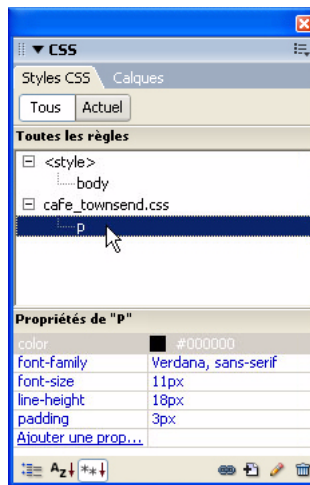 CSS
Styles CSS Calques
Tous Actuel
Toutes les règles
<style>
body
cafe_townsend.css
p
Propriétés de "P"
color #000000
font-family Verdana, sans-serif
font-size 11px
line-height 18px
padding 3px
Ajouter une prop...
AZ
**